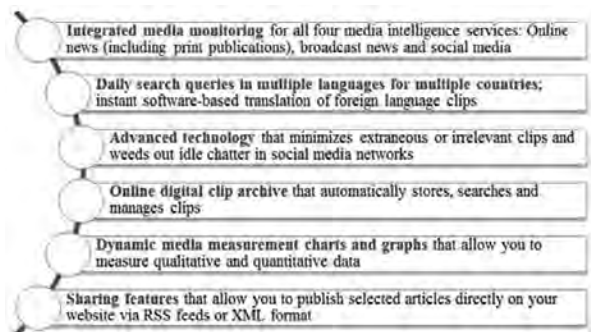 Integrated media monitoring for all four media intelligence services: Online
news (including print publications), broadcast news and social media
Daily search queries in multiple languages for multiple countries;
instant software-based translation of foreign language clips
Advanced technology that minimizes extraneous or irrelevant clips and
weeds out idle chatter in social media networks
Online digital clip archive that automatically stores, searches and
manages clips
Dynamic media measurement charts and graphs that allow you to
measure qualitative and quantitative data
Sharing features that allow you to publish selected articles directly on your
website via RSS feeds or XML format